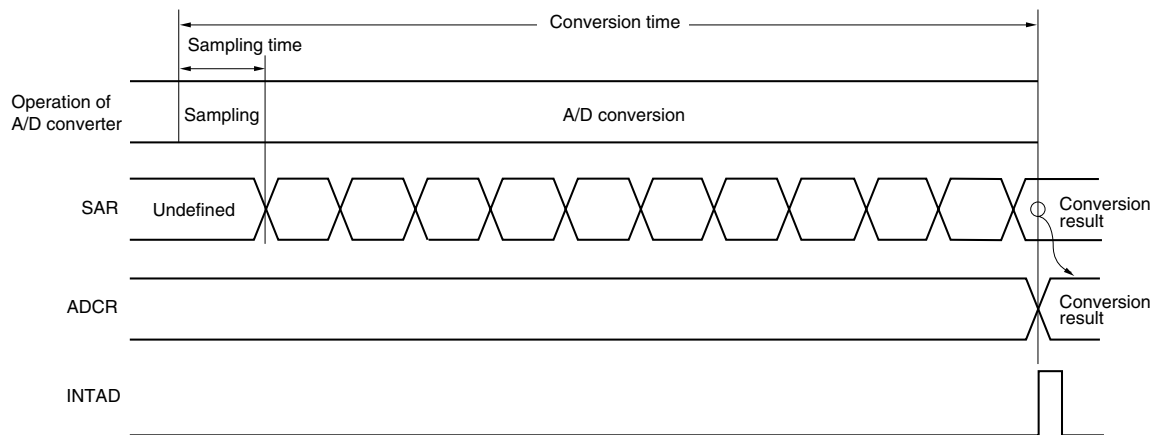 Conversion time
Sampling time
Operation of
A/D converter
Sampling
A/D conversion
SAR
Undefined
Conversion
result
ADCR
Conversion
result
INTAD